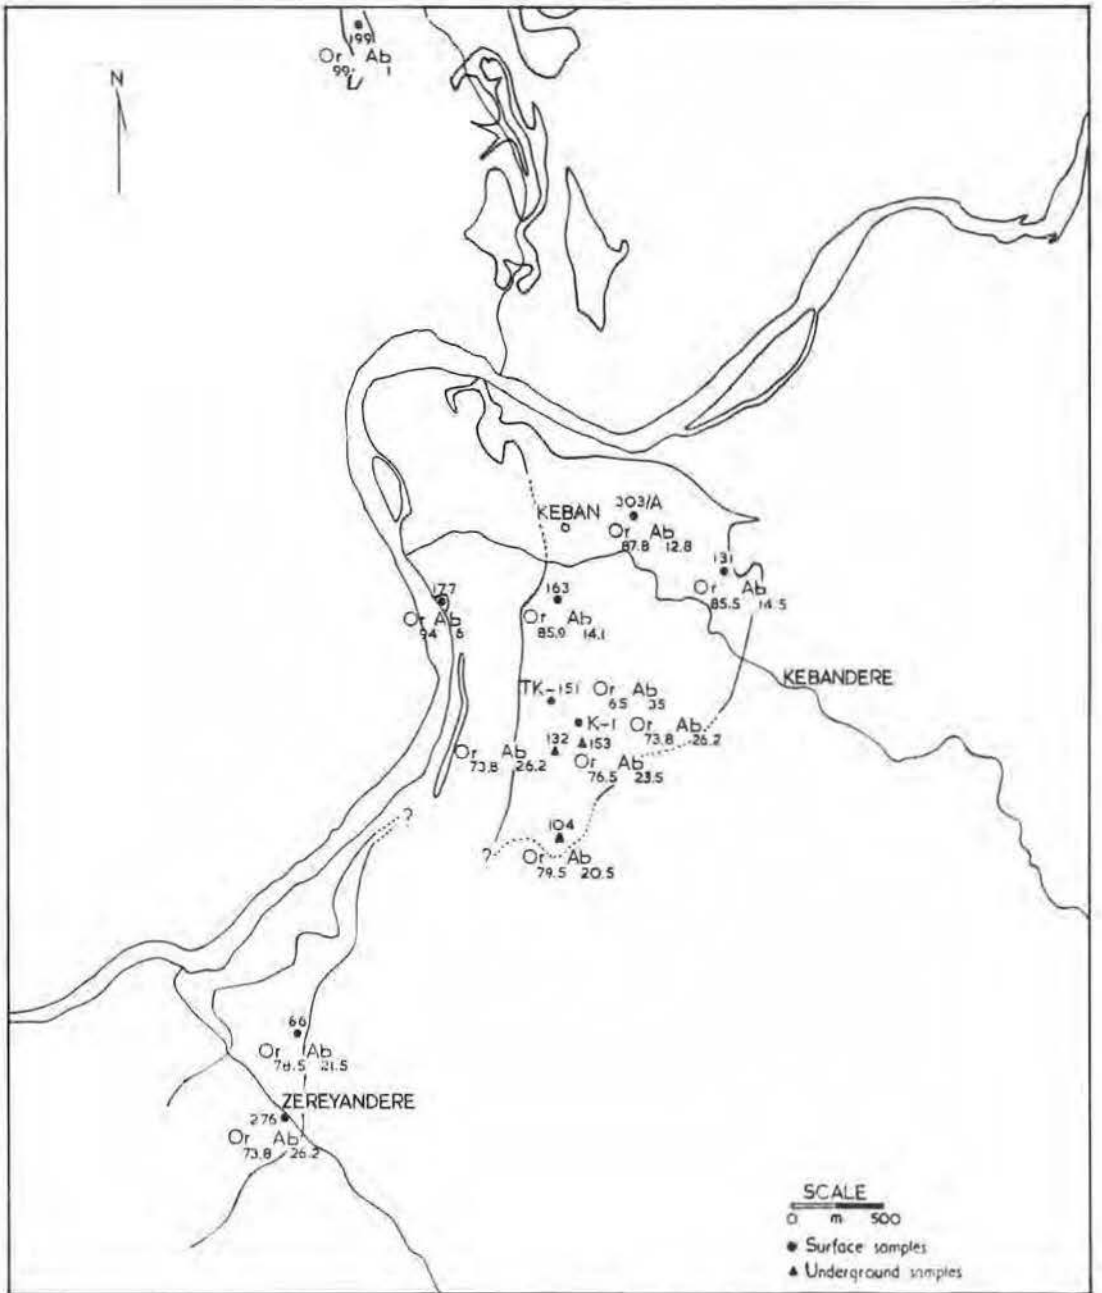 199
Or Ab
99 1
N
303/A
KEBAN
Or Ab
87.8 12.8
131
Or Ab
85.5 14.5
177
Or Ab
94 6
163
Or Ab
85.9 14.1
KEBANDERE
TK-151 Or Ab
65 35
K-1 Or Ab
73.8 26.2
132
Or Ab
73.8 26.2
153
Or Ab
76.5 23.5
?
104
?
Or Ab
79.5 20.5
66
Or Ab
78.5 21.5
ZEREYANDERE
276
Or Ab
73.8 26.2
SCALE
0 m 500
Surface samples
Underground samples